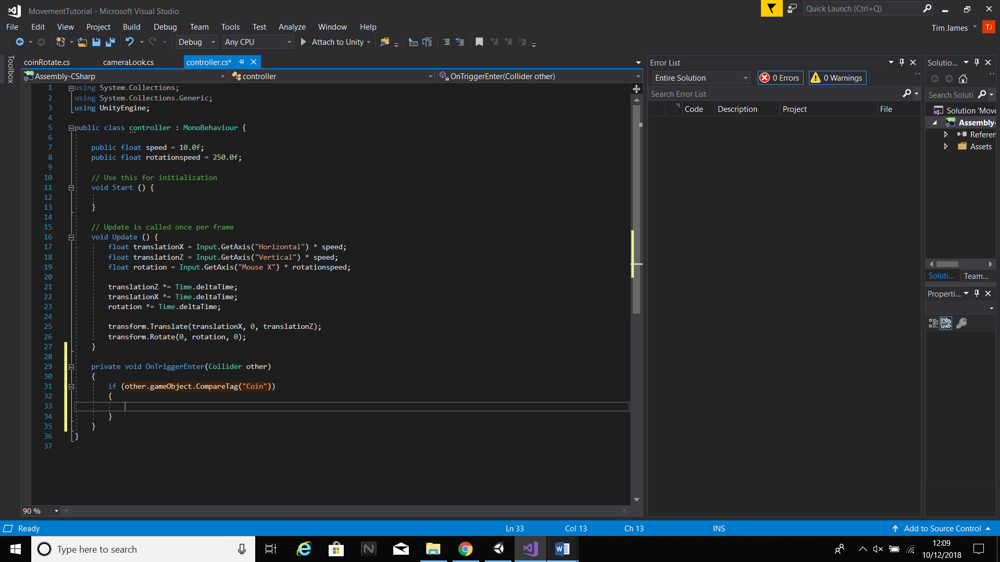 MovementTutorial - Microsoft Visual Studio
Quick Launch (Ctrl+Q)
File Edit View Project Build Debug Team Tools Test Analyze Window Help
Tim James
TJ
Debug Any CPU Attach to Unity
Toolbox
coinRotate.cs cameraLook.cs controller.cs*
Assembly-CSharp controller OnTriggerEnter(Collider other)
1 using System.Collections;
2 using System.Collections.Generic;
3 using UnityEngine;
4
5 public class controller : MonoBehaviour {
6
7 public float speed = 10.0f;
8 public float rotationspeed = 250.0f;
9
10 // Use this for initialization
11 void Start () {
12
13 }
14
15 // Update is called once per frame
16 void Update () {
17 float translationX = Input.GetAxis("Horizontal") * speed;
18 float translationZ = Input.GetAxis("Vertical") * speed;
19 float rotation = Input.GetAxis("Mouse X") * rotationspeed;
20
21 translationZ *= Time.deltaTime;
22 translationX *= Time.deltaTime;
23 rotation *= Time.deltaTime;
24
25 transform.Translate(translationX, 0, translationZ);
26 transform.Rotate(0, rotation, 0);
27 }
28
29 private void OnTriggerEnter(Collider other)
30 {
31 if (other.gameObject.CompareTag("Coin"))
32 {
33
34 }
35 }
36 }
37
90 %
Error List
Entire Solution 0 Errors 0 Warnings
Search Error List
Code Description Project File
Solutio...
Search Soluti
Solution 'Move
Assembly-
Referen
Assets
Soluti... Team...
Properti...
Ready Ln 33 Col 13 Ch 13 INS Add to Source Control
Type here to search
N
12:09
10/12/2018